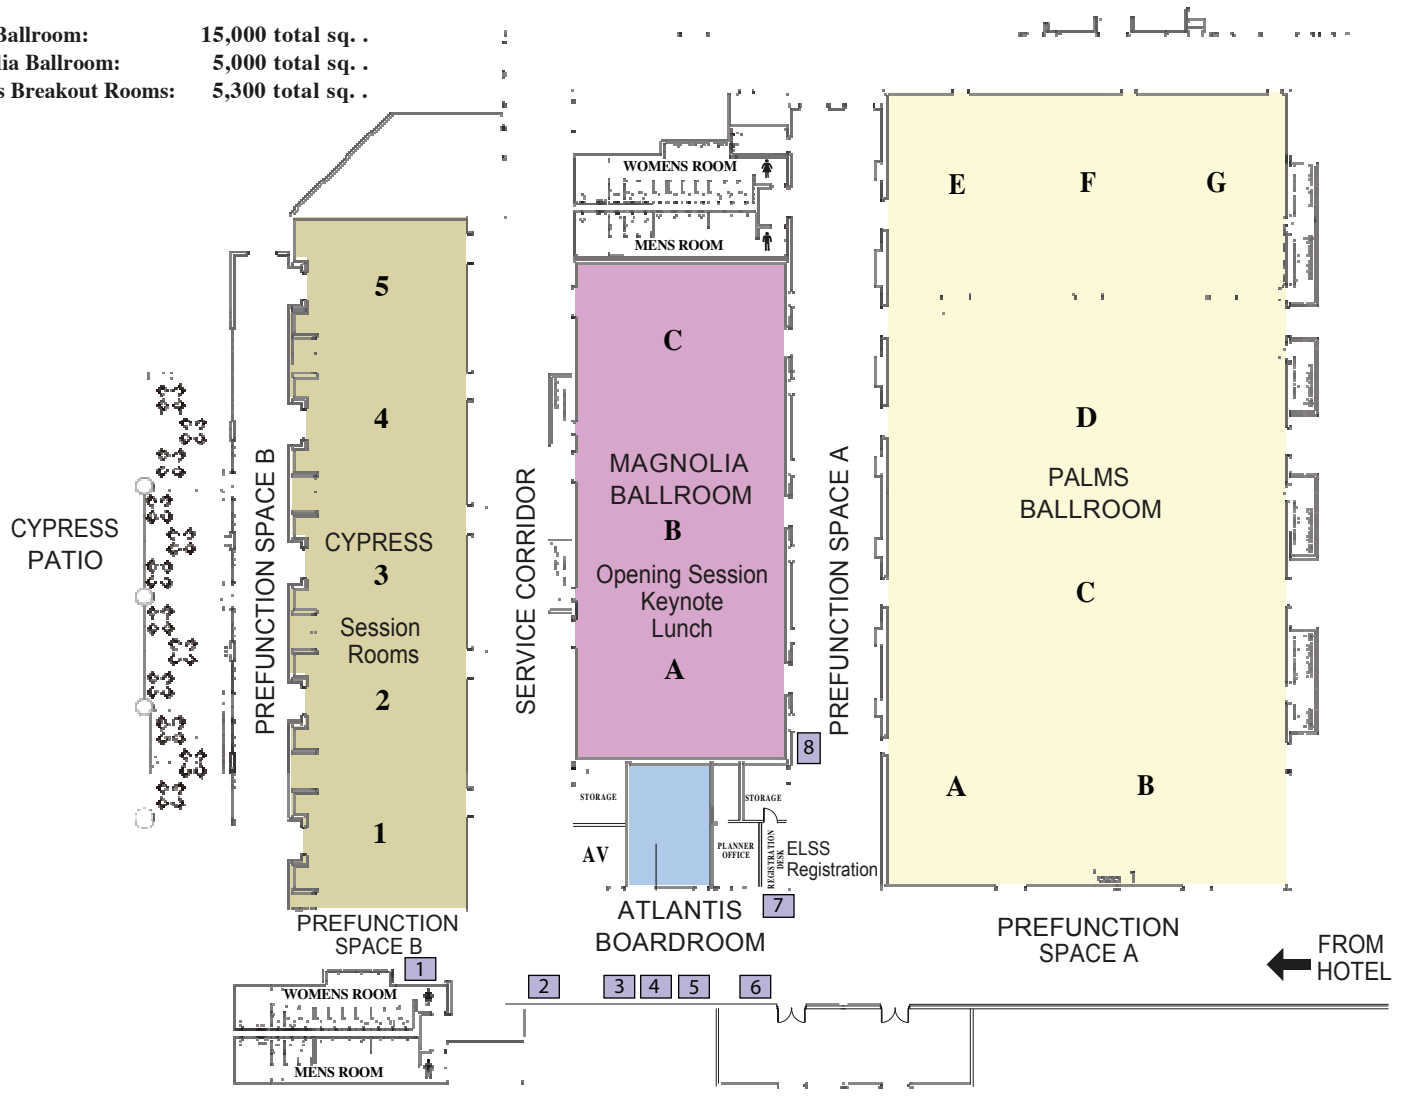 Ballroom: 15,000 total sq. .
lia Ballroom: 5,000 total sq. .
s Breakout Rooms: 5,300 total sq. .
WOMENS ROOM
MENS ROOM
E F G
5
C
4
D
MAGNOLIA
BALLROOM
PALMS
BALLROOM
CYPRESS
PATIO
PREFUNCTION SPACE B
CYPRESS
3
Session
Rooms
2
1
SERVICE CORRIDOR
B
Opening Session
Keynote
Lunch
A
PREFUNCTION SPACE A
C
8
A B
STORAGE
STORAGE
AV
PLANNER
OFFICE
REGISTRATION
DESK
ELSS
Registration
7
ATLANTIS
BOARDROOM
PREFUNCTION
SPACE B
PREFUNCTION
SPACE A
FROM
HOTEL
1
2 3 4 5 6
WOMENS ROOM
MENS ROOM